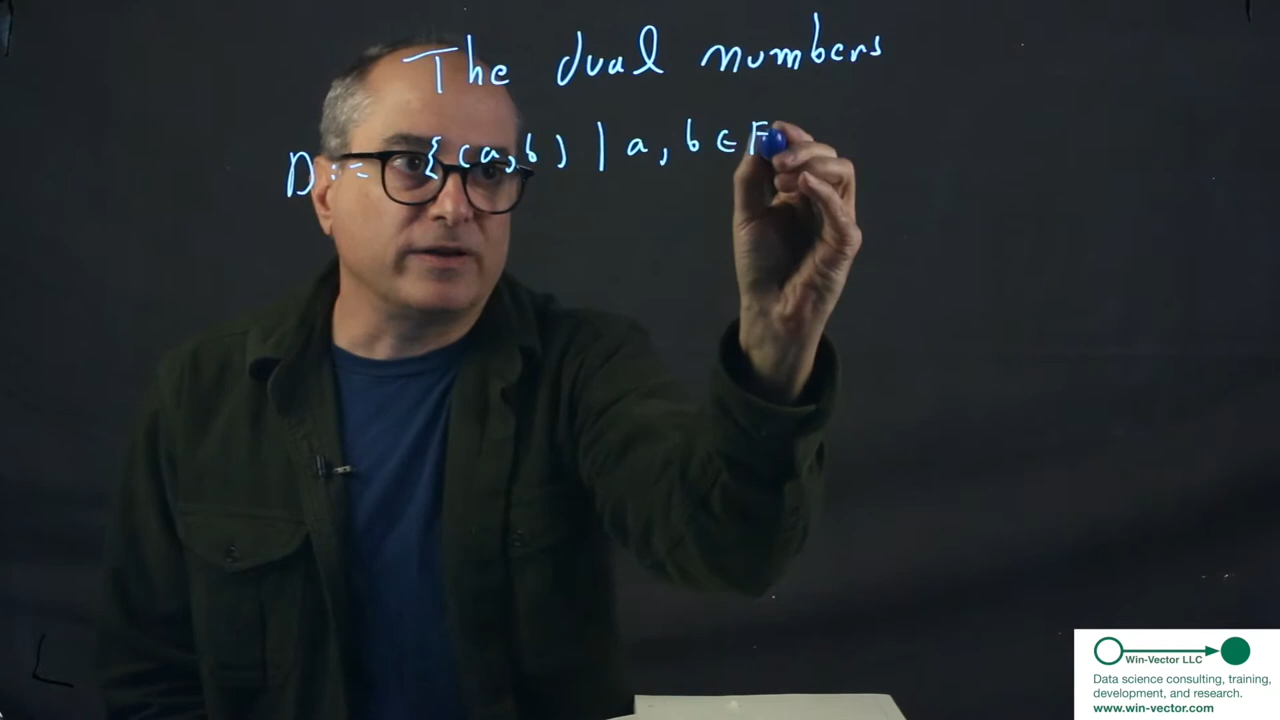 The dual numbers
D := { (a, b) | a, b ∈ F
Win-Vector LLC
Data science consulting, training,
development, and research.
www.win-vector.com